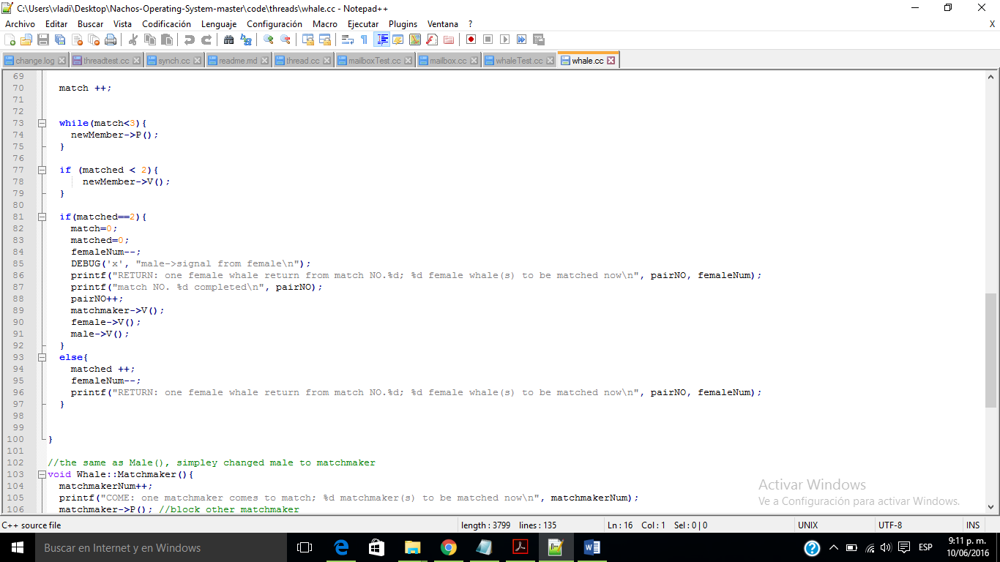 C:\Users\vladi\Desktop\Nachos-Operating-System-master\code\threads\whale.cc - Notepad++
Archivo Editar Buscar Vista Codificación Lenguaje Configuración Macro Ejecutar Plugins Ventana ? X
change.log threadtest.cc synch.cc readme.md thread.cc mailboxTest.cc mailbox.cc whaleTest.cc whale.cc
69
70 match ++;
71
72
73 while(match<3){
74 newMember->P();
75 }
76
77 if (matched < 2){
78 newMember->V();
79 }
80
81 if(matched==2){
82 match=0;
83 matched=0;
84 femaleNum--;
85 DEBUG('x', "male->signal from female\n");
86 printf("RETURN: one female whale return from match NO.%d; %d female whale(s) to be matched now\n", pairNO, femaleNum);
87 printf("match NO. %d completed\n", pairNO);
88 pairNO++;
89 matchmaker->V();
90 female->V();
91 male->V();
92 }
93 else{
94 matched ++;
95 femaleNum--;
96 printf("RETURN: one female whale return from match NO.%d; %d female whale(s) to be matched now\n", pairNO, femaleNum);
97 }
98
99
100 }
101
102 //the same as Male(), simpley changed male to matchmaker
103 void Whale::Matchmaker(){
104 matchmakerNum++;
105 printf("COME: one matchmaker comes to match; %d matchmaker(s) to be matched now\n", matchmakerNum);
106 matchmaker->P(); //block other matchmaker
Activar Windows
Ve a Configuración para activar Windows.
C++ source file length : 3799 lines : 135 Ln : 16 Col : 1 Sel : 0 | 0 UNIX UTF-8 INS
Buscar en Internet y en Windows
ESP
9:11 p. m.
10/06/2016